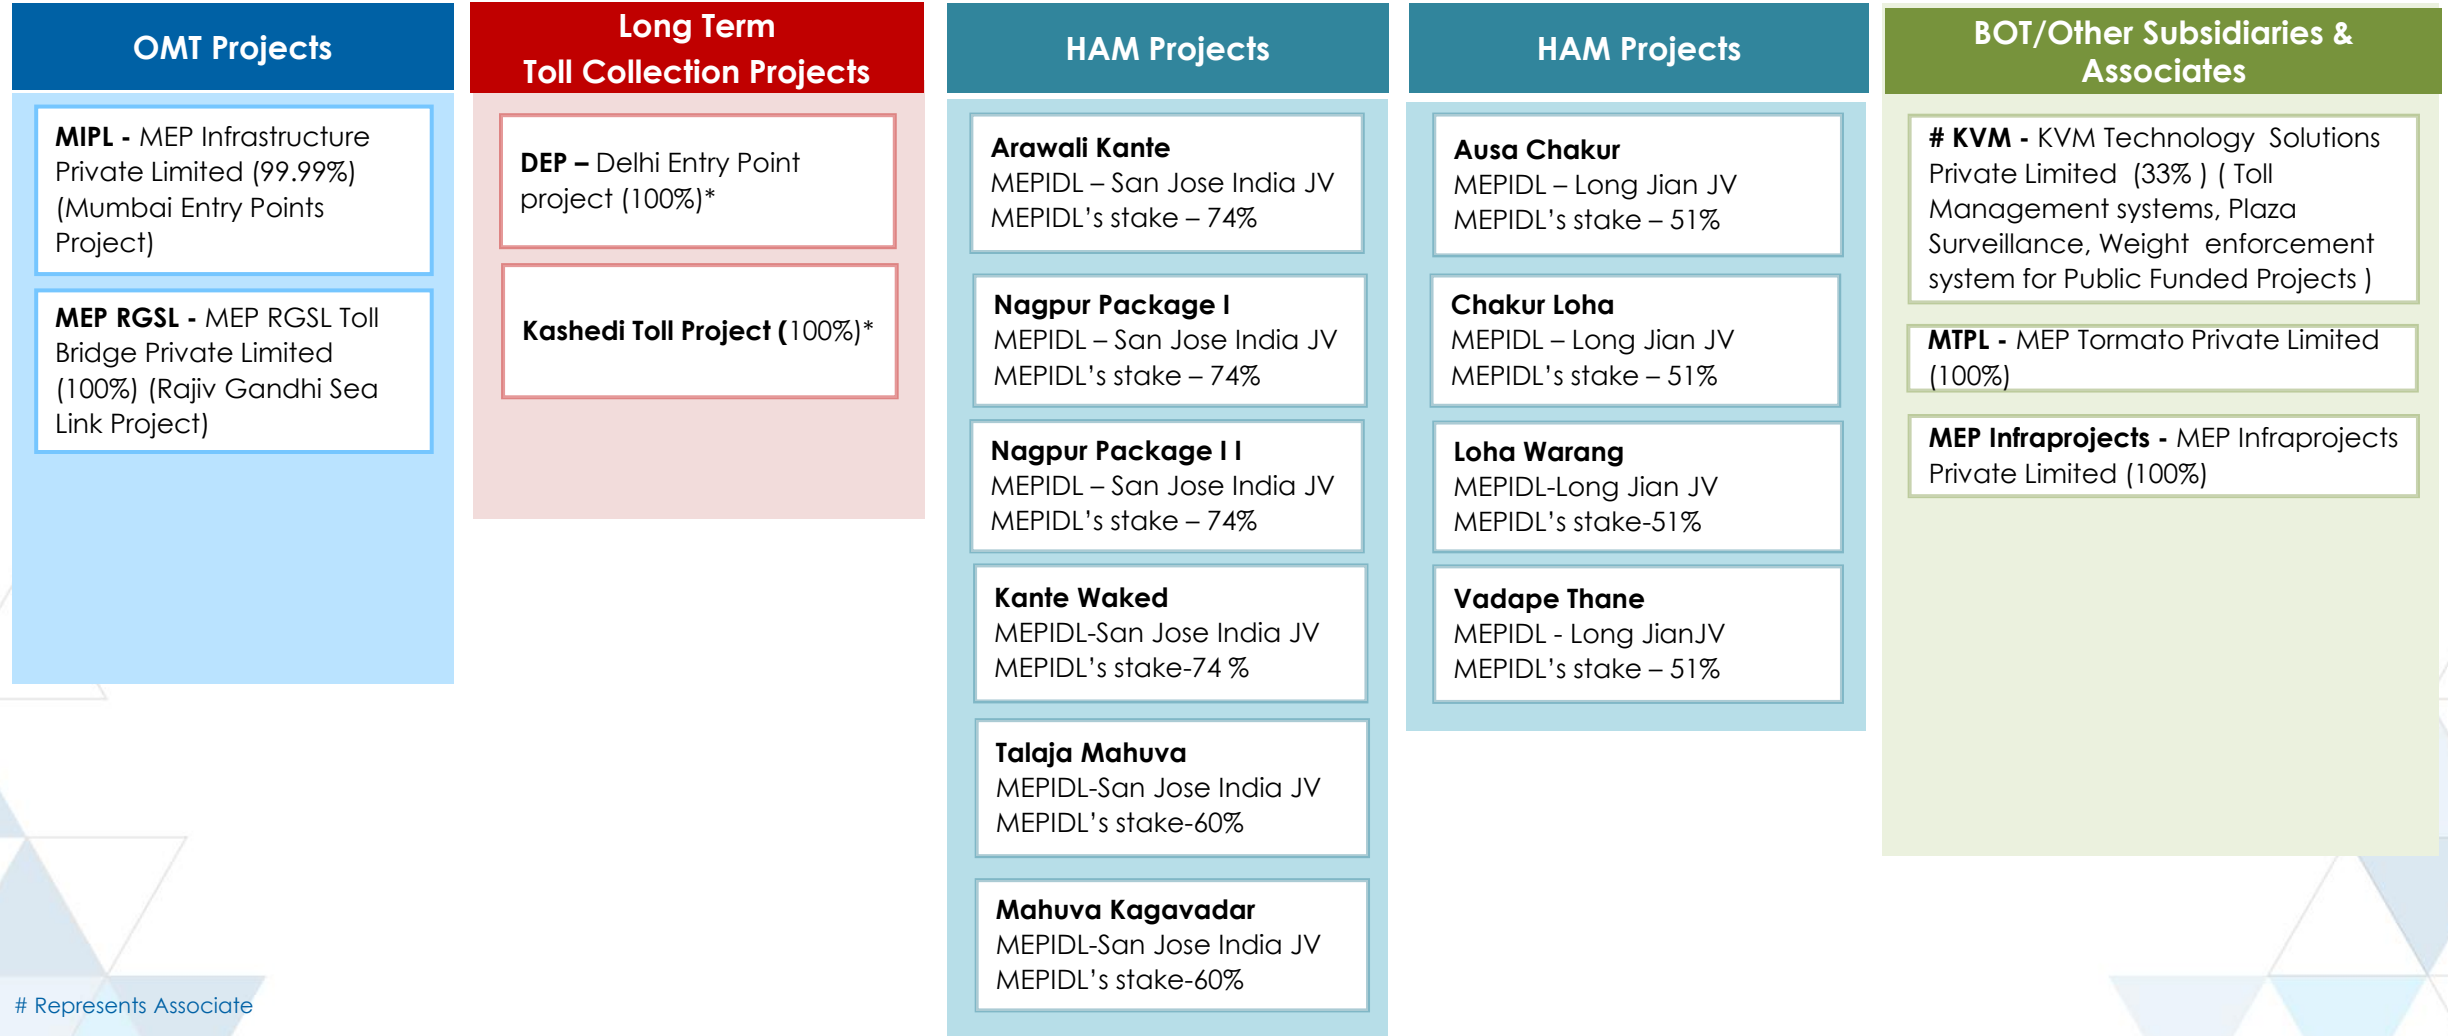 OMT Projects
MIPL - MEP Infrastructure
Private Limited (99.99%)
(Mumbai Entry Points
Project)
MEP RGSL - MEP RGSL Toll
Bridge Private Limited
(100%) (Rajiv Gandhi Sea
Link Project)
Long Term
Toll Collection Projects
DEP – Delhi Entry Point
project (100%)*
Kashedi Toll Project (100%)*
HAM Projects
Arawali Kante
MEPIDL – San Jose India JV
MEPIDL’s stake – 74%
Nagpur Package I
MEPIDL – San Jose India JV
MEPIDL’s stake – 74%
Nagpur Package I I
MEPIDL – San Jose India JV
MEPIDL’s stake – 74%
Kante Waked
MEPIDL-San Jose India JV
MEPIDL’s stake-74 %
Talaja Mahuva
MEPIDL-San Jose India JV
MEPIDL’s stake-60%
Mahuva Kagavadar
MEPIDL-San Jose India JV
MEPIDL’s stake-60%
HAM Projects
Ausa Chakur
MEPIDL – Long Jian JV
MEPIDL’s stake – 51%
Chakur Loha
MEPIDL – Long Jian JV
MEPIDL’s stake – 51%
Loha Warang
MEPIDL-Long Jian JV
MEPIDL’s stake-51%
Vadape Thane
MEPIDL - Long JianJV
MEPIDL’s stake – 51%
BOT/Other Subsidiaries &
Associates
# KVM - KVM Technology Solutions
Private Limited (33% ) ( Toll
Management systems, Plaza
Surveillance, Weight enforcement
system for Public Funded Projects )
MTPL - MEP Tormato Private Limited
(100%)
MEP Infraprojects - MEP Infraprojects
Private Limited (100%)
# Represents Associate